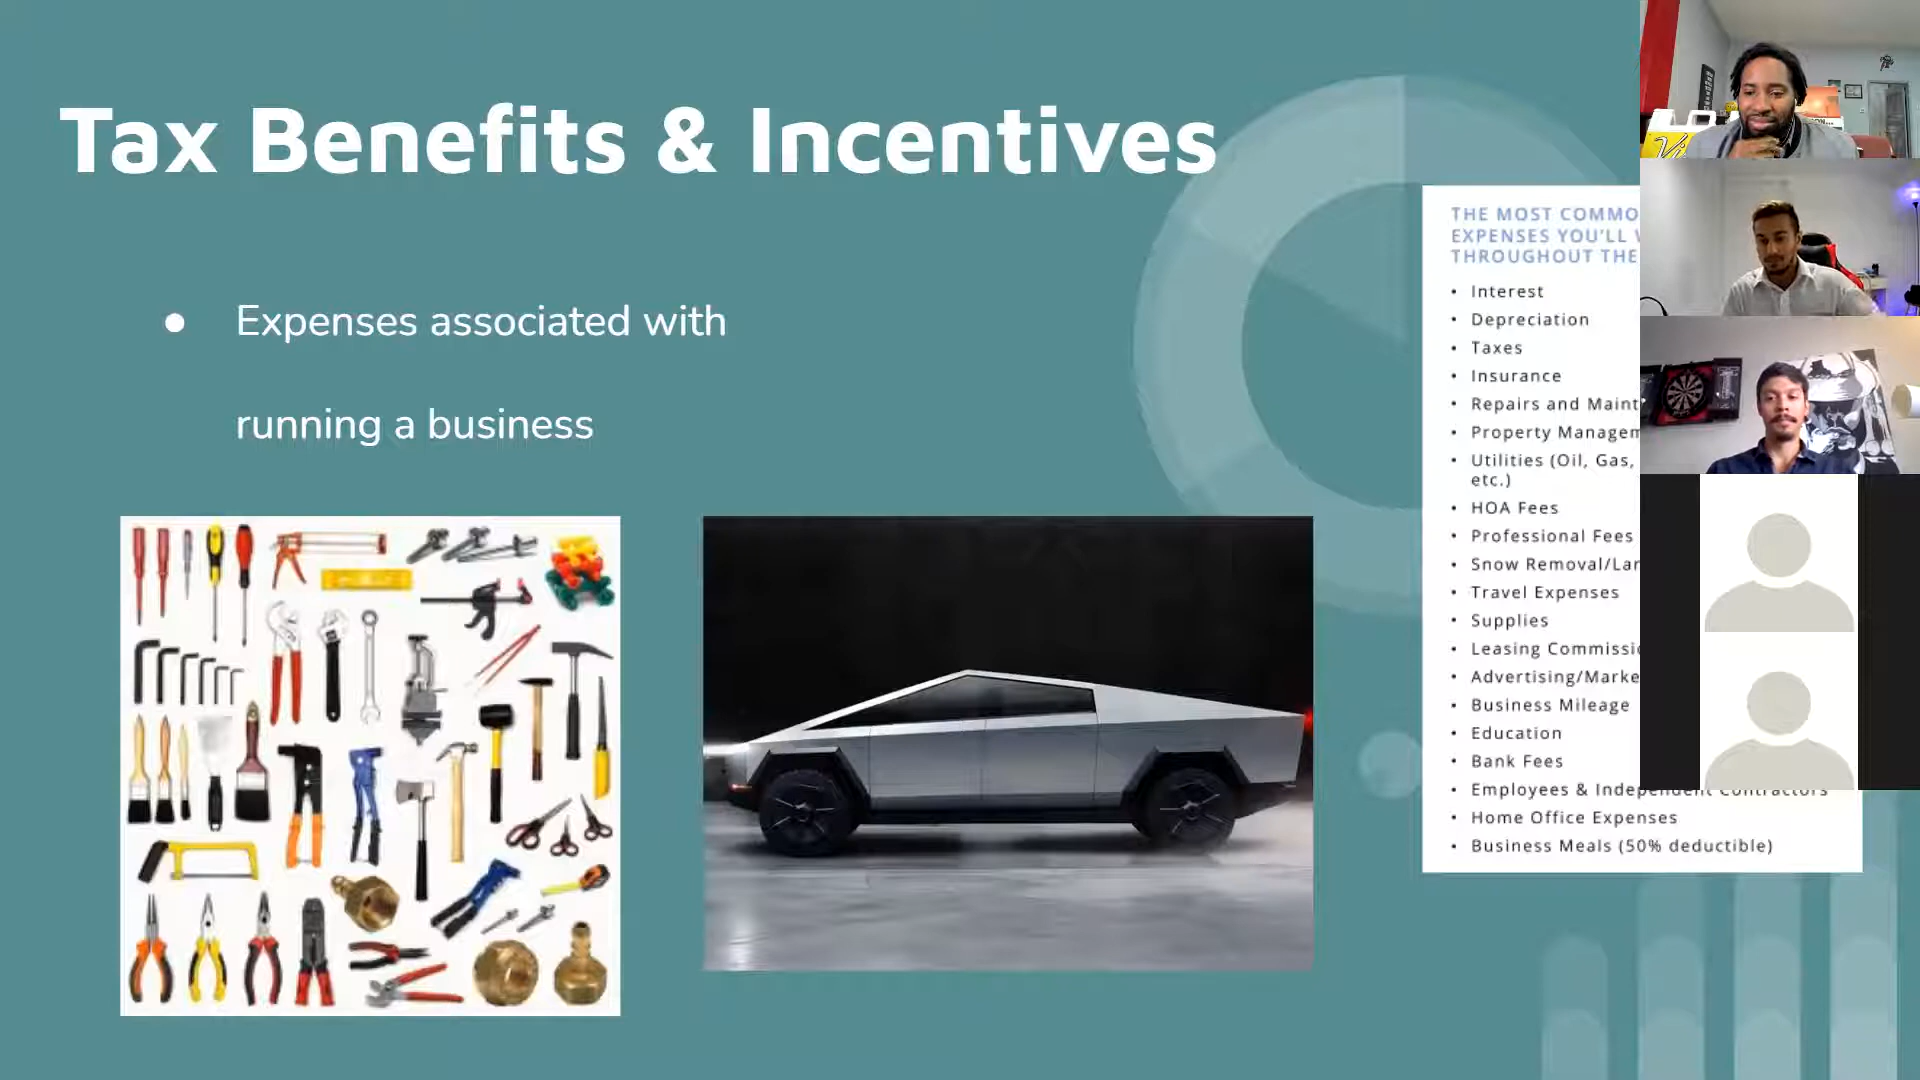 Tax Benefits & Incentives
Expenses associated with
running a business
THE MOST COMMO
EXPENSES YOU'LL
THROUGHOUT THE
• Interest
• Depreciation
• Taxes
• Insurance
• Repairs and Maint
• Property Managem
• Utilities (Oil, Gas,
etc.)
• HOA Fees
• Professional Fees
• Snow Removal/Lan
• Travel Expenses
• Supplies
• Leasing Commissio
• Advertising/Marke
• Business Mileage
• Education
• Bank Fees
• Employees & Independent Contractors
• Home Office Expenses
• Business Meals (50% deductible)